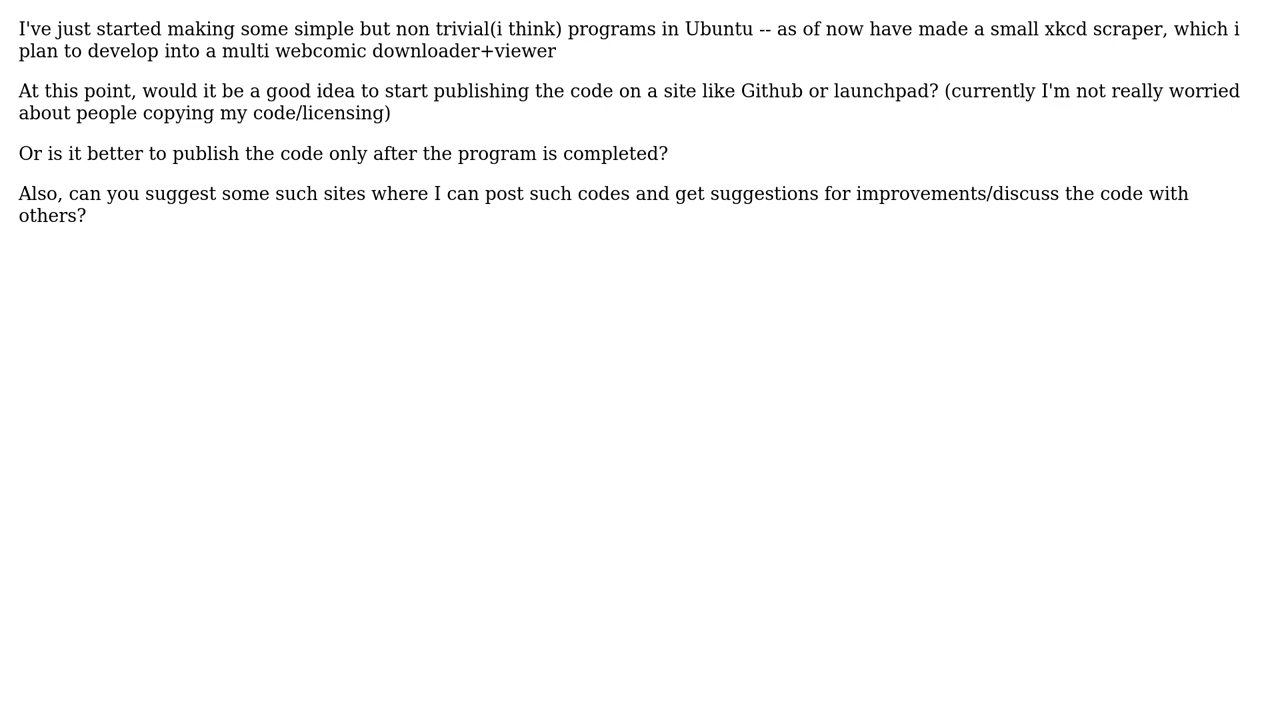 I've just started making some simple but non trivial(i think) programs in Ubuntu -- as of now have made a small xkcd scraper, which i
plan to develop into a multi webcomic downloader+viewer
At this point, would it be a good idea to start publishing the code on a site like Github or launchpad? (currently I'm not really worried
about people copying my code/licensing)
Or is it better to publish the code only after the program is completed?
Also, can you suggest some such sites where I can post such codes and get suggestions for improvements/discuss the code with
others?